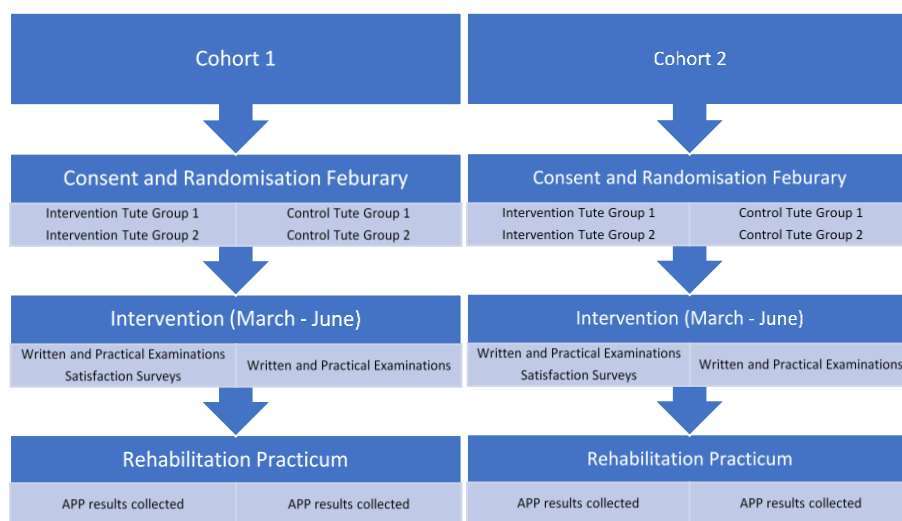 Cohort 1
Consent and Randomisation Feburary
Intervention Tute Group 1
Intervention Tute Group 2
Control Tute Group 1
Control Tute Group 2
Intervention (March - June)
Written and Practical Examinations
Satisfaction Surveys
Written and Practical Examinations
Rehabilitation Practicum
APP results collected
APP results collected
Cohort 2
Consent and Randomisation Feburary
Intervention Tute Group 1
Intervention Tute Group 2
Control Tute Group 1
Control Tute Group 2
Intervention (March - June)
Written and Practical Examinations
Satisfaction Surveys
Written and Practical Examinations
Rehabilitation Practicum
APP results collected
APP results collected